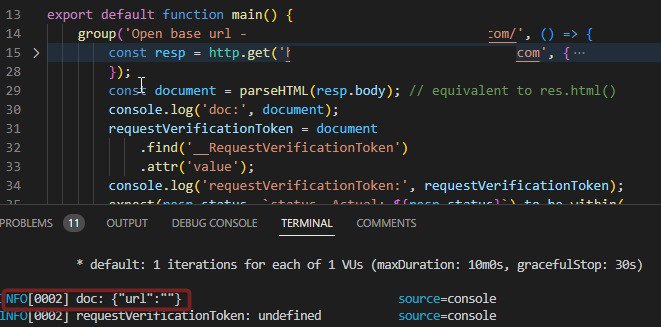 13 export default function main() {
14 group('Open base url - com/', () => {
15 const resp = http.get(' com', { ...
28 });
29 const document = parseHTML(resp.body); // equivalent to res.html()
30 console.log('doc:', document);
31 requestVerificationToken = document
32 .find('__RequestVerificationToken')
33 .attr('value');
34 console.log('requestVerificationToken:', requestVerificationToken);
PROBLEMS 11 OUTPUT DEBUG CONSOLE TERMINAL COMMENTS
* default: 1 iterations for each of 1 VUs (maxDuration: 10m0s, gracefulStop: 30s)
INFO[0002] doc: {"url":""} source=console
INFO[0002] requestVerificationToken: undefined source=console